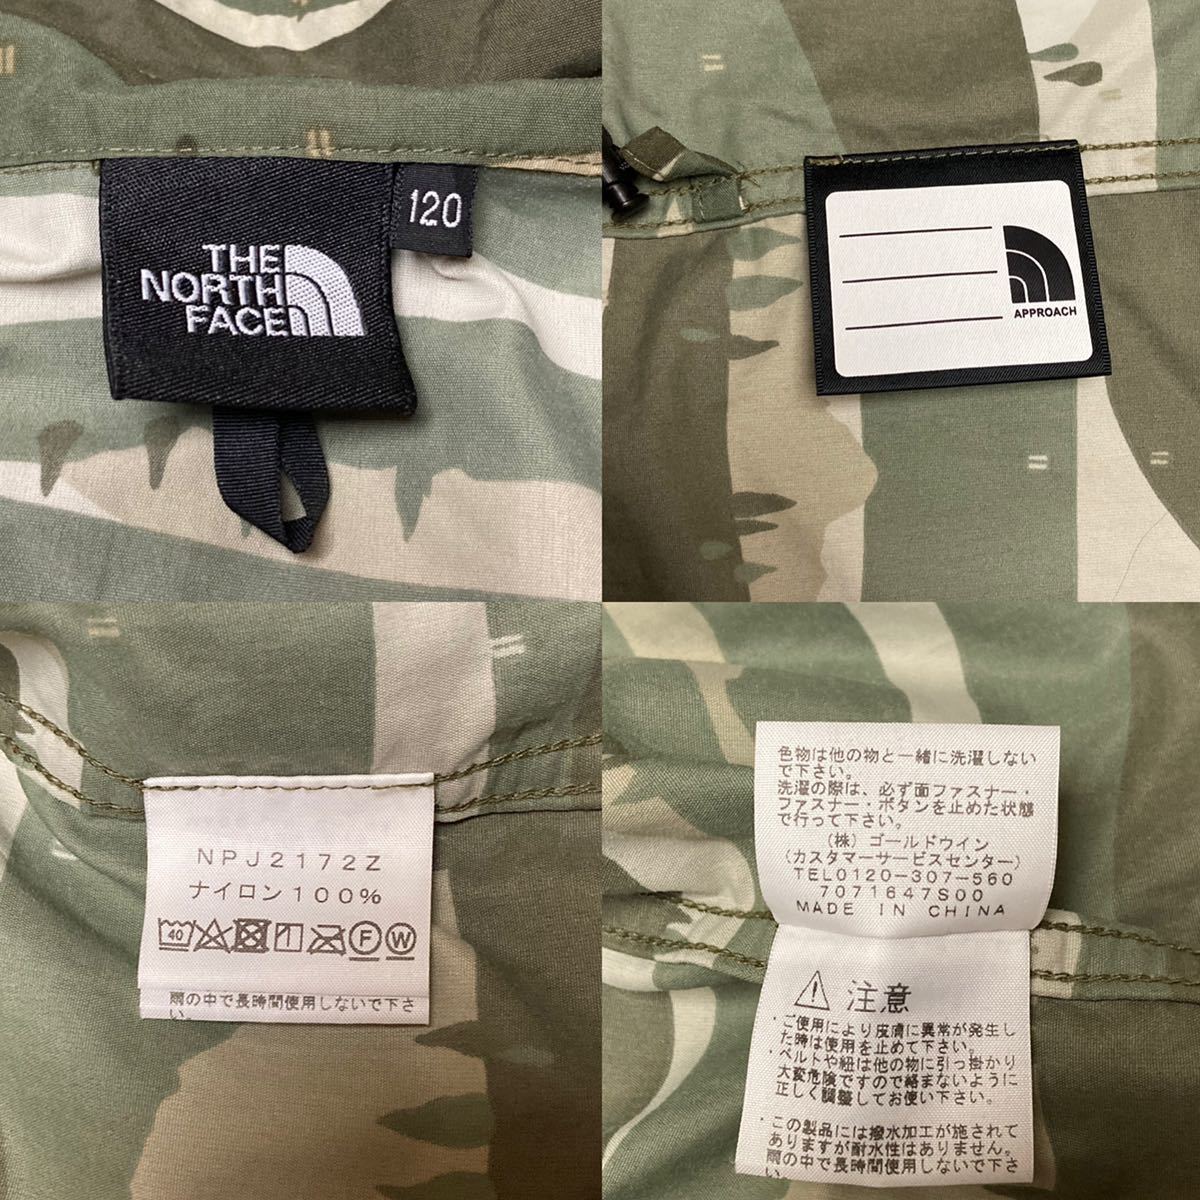 THE
NORTH
FACE
120
APPROACH
NPJ2172Z
ナイロン100%
40
F
W
雨の中で長時間使用しないで下さ
い。
色物は他の物と一緒に洗濯しない
で下さい。
洗濯の際は、必ず面ファスナー・
ファスナー・ボタンを止めた状態
で行って下さい。
(株)ゴールドウイン
(カスタマーサービスセンター)
TEL0120-307-560
7071647S00
MADE IN CHINA
注意
・ご使用により皮膚に異常が発生し
た時は使用を止めて下さい。
・ベルトや紐は他の物に引っ掛かり
大変危険ですので絡まないように
正しく調整してお使い下さい。
・この製品には撥水加工が施されて
ありますが耐水性はありません。
雨の中で長時間使用しないで下さ
い。